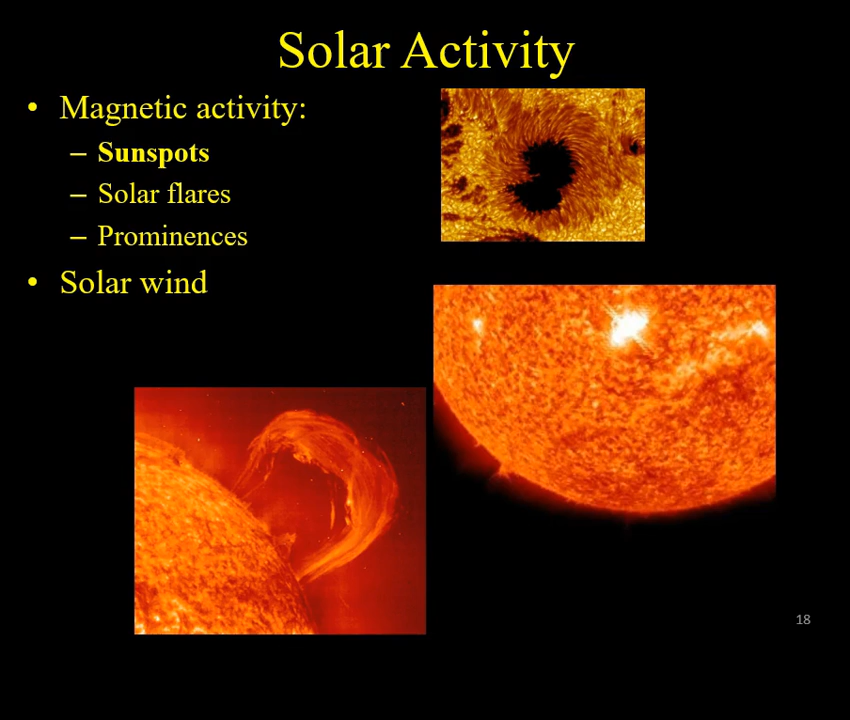 Solar Activity
• Magnetic activity:
– Sunspots
– Solar flares
– Prominences
• Solar wind
18